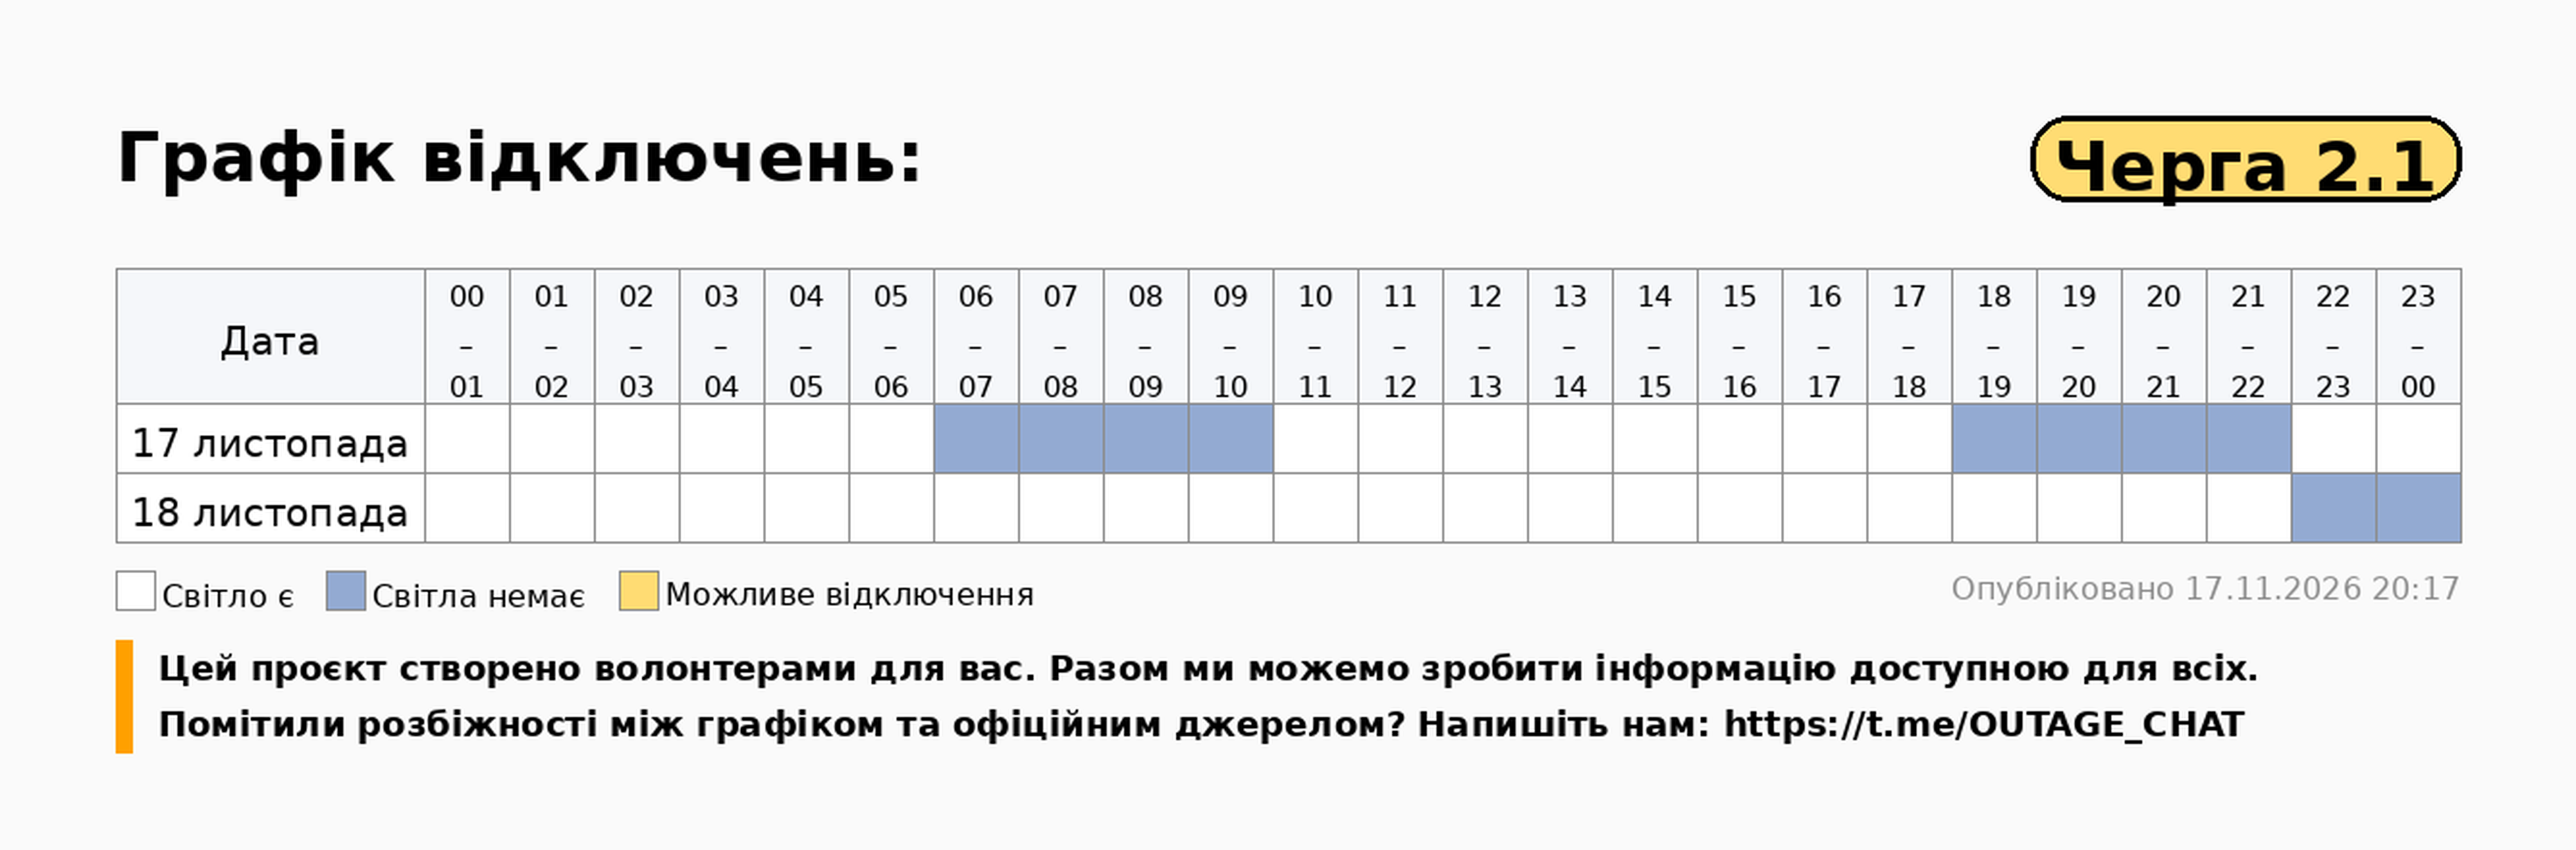 Графік відключень:
Черга 2.1
Дата 00 – 01 01 – 02 02 – 03 03 – 04 04 – 05 05 – 06 06 – 07 07 – 08 08 – 09 09 – 10 10 – 11 11 – 12 12 – 13 13 – 14 14 – 15 15 – 16 16 – 17 17 – 18 18 – 19 19 – 20 20 – 21 21 – 22 22 – 23 23 – 00
17 листопада
18 листопада
Світло є Світла немає Можливе відключення
Опубліковано 17.11.2026 20:17
Цей проєкт створено волонтерами для вас. Разом ми можемо зробити інформацію доступною для всіх.
Помітили розбіжності між графіком та офіційним джерелом? Напишіть нам: https://t.me/OUTAGE_CHAT